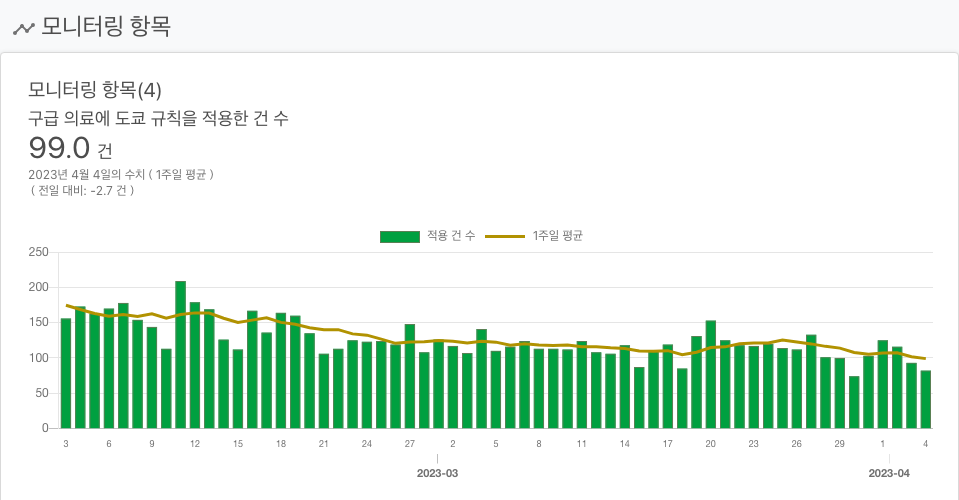 모니터링 항목
모니터링 항목(4)
구급 의료에 도쿄 규칙을 적용한 건 수
99.0 건
2023년 4월 4일의 수치 ( 1주일 평균 )
( 전일 대비: -2.7 건 )
적용 건 수 1주일 평균
250
200
150
100
50
0
3 6 9 12 15 18 21 24 27 2 5 8 11 14 17 20 23 26 29 1 4
2023-03 2023-04